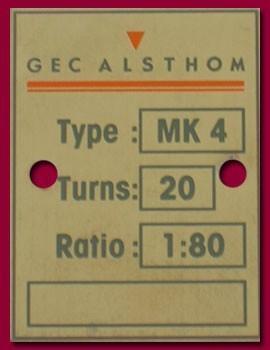 GEC ALSTHOM
Type : MK 4
Turns: 20
Ratio : 1:80